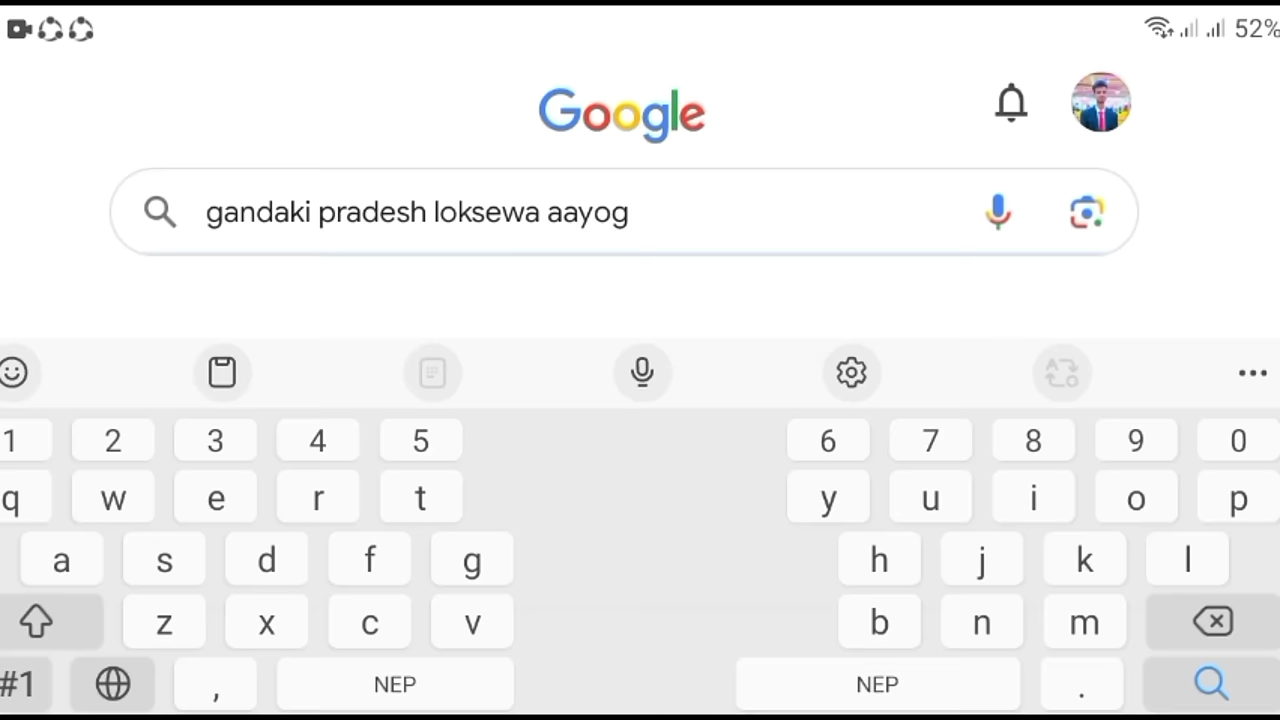 52%
Google
gandaki pradesh loksewa aayog
1 2 3 4 5 6 7 8 9 0
q w e r t y u i o p
a s d f g h j k l
z x c v b n m
#1 , NEP NEP .